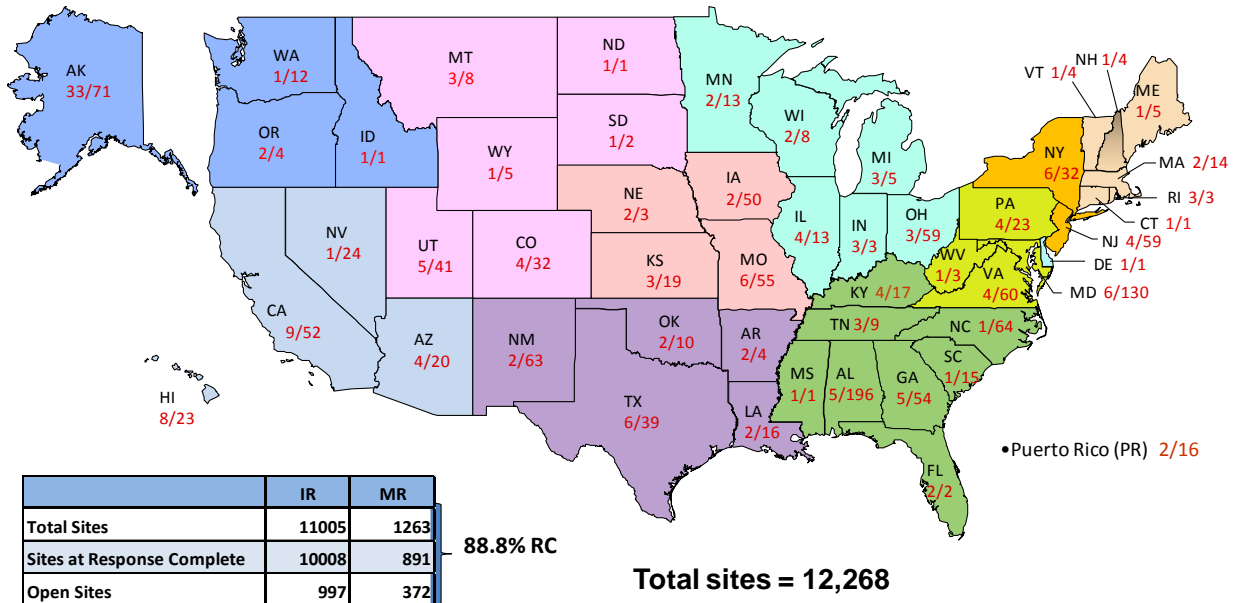 AK
33/71
WA
1/12
OR
2/4
ID
1/1
MT
3/8
ND
1/1
SD
1/2
WY
1/5
UT
5/41
CO
4/32
NE
2/3
KS
3/19
IA
2/50
MO
6/55
MN
2/13
WI
2/8
MI
3/5
IL
4/13
IN
3/3
OH
3/59
VT 1/4
NH 1/4
ME
1/5
MA 2/14
RI 3/3
CT 1/1
NY
6/32
NJ 4/59
PA
4/23
DE 1/1
MD 6/130
WV
1/3
VA
4/60
KY 4/17
TN 3/9
NC 1/64
SC
1/15
MS
1/1
AL
5/196
GA
5/54
FL
2/2
CA
9/52
NV
1/24
AZ
4/20
HI
8/23
NM
2/63
OK
2/10
AR
2/4
TX
6/39
LA
2/16
•Puerto Rico (PR) 2/16
IR MR
Total Sites 11005 1263
Sites at Response Complete 10008 891
Open Sites 997 372
88.8% RC
Total sites = 12,268